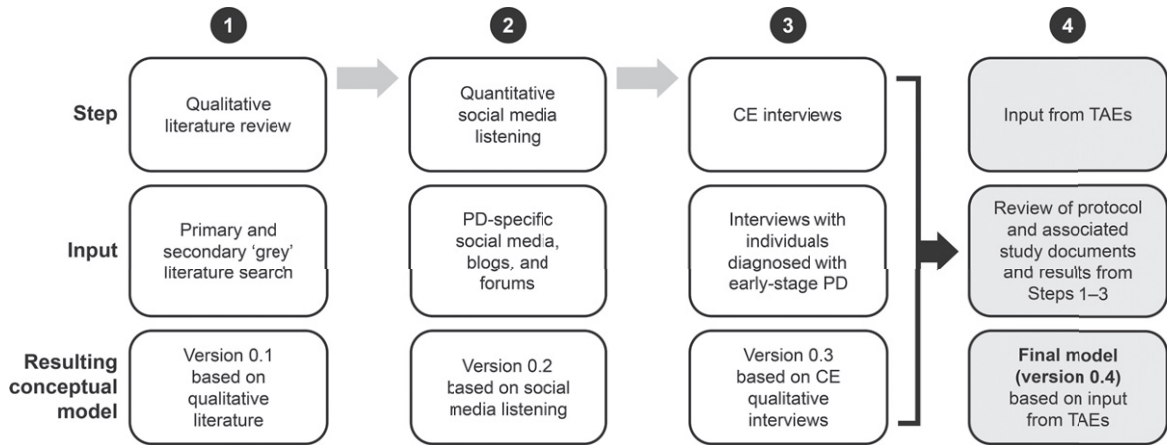 1
2
3
4
Step
Qualitative
literature review
Quantitative
social media
listening
CE interviews
Input from TAEs
Input
Primary and
secondary ‘grey’
literature search
PD-specific
social media,
blogs, and
forums
Interviews with
individuals
diagnosed with
early-stage PD
Review of protocol
and associated
study documents
and results from
Steps 1–3
Resulting
conceptual
model
Version 0.1
based on
qualitative
literature
Version 0.2
based on social
media listening
Version 0.3
based on CE
qualitative
interviews
Final model
(version 0.4)
based on input
from TAEs